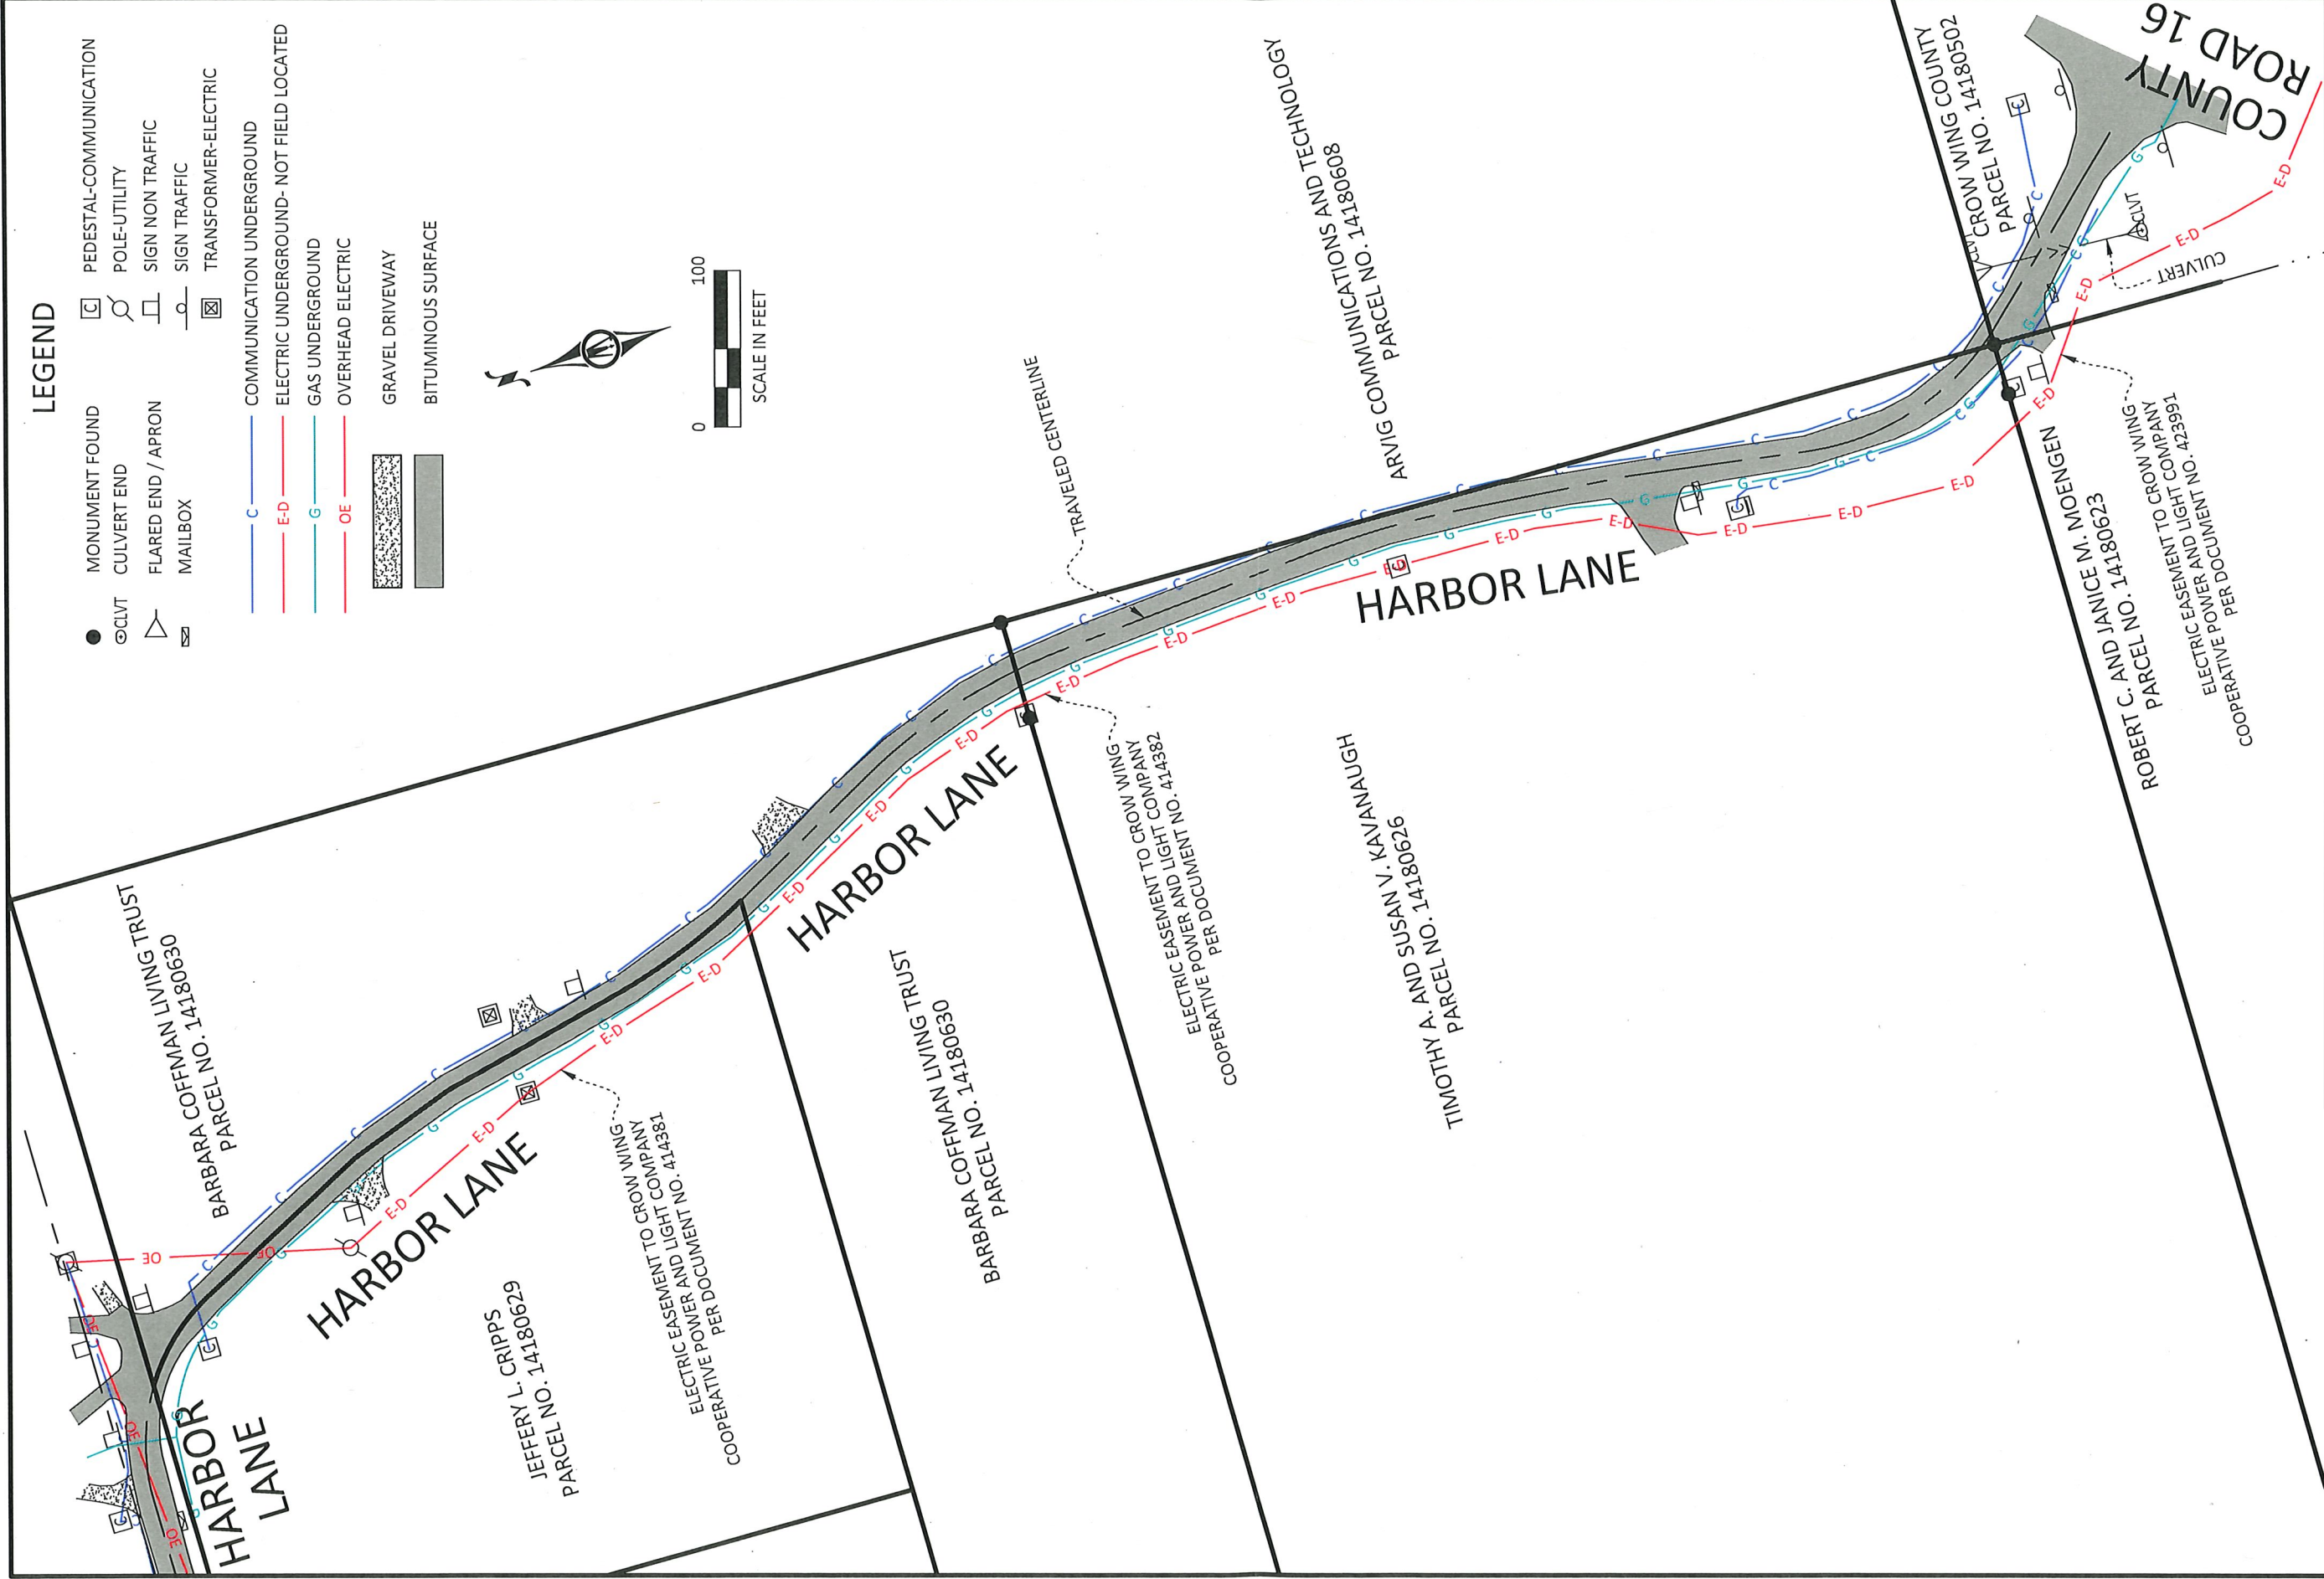 LEGEND
MONUMENT FOUND
CLVT CULVERT END
FLARED END / APRON
MAILBOX
C PEDESTAL-COMMUNICATION
POLE-UTILITY
SIGN NON TRAFFIC
SIGN TRAFFIC
TRANSFORMER-ELECTRIC
C COMMUNICATION UNDERGROUND
E-D ELECTRIC UNDERGROUND- NOT FIELD LOCATED
G GAS UNDERGROUND
OE OVERHEAD ELECTRIC
GRAVEL DRIVEWAY
BITUMINOUS SURFACE
N
0 100
SCALE IN FEET
HARBOR
LANE
BARBARA COFFMAN LIVING TRUST
PARCEL NO. 14180630
HARBOR LANE
JEFFERY L. CRIPPS
PARCEL NO. 14180629
ELECTRIC EASEMENT TO CROW WING
COOPERATIVE POWER AND LIGHT COMPANY
PER DOCUMENT NO. 414381
HARBOR LANE
BARBARA COFFMAN LIVING TRUST
PARCEL NO. 14180630
ELECTRIC EASEMENT TO CROW WING
COOPERATIVE POWER AND LIGHT COMPANY
PER DOCUMENT NO. 414382
TRAVELED CENTERLINE
TIMOTHY A. AND SUSAN V. KAVANAUGH
PARCEL NO. 14180626
HARBOR LANE
ARVIG COMMUNICATIONS AND TECHNOLOGY
PARCEL NO. 14180608
ROBERT C. AND JANICE M. MOENGEN
PARCEL NO. 14180623
ELECTRIC EASEMENT TO CROW WING
COOPERATIVE POWER AND LIGHT COMPANY
PER DOCUMENT NO. 423991
CROW WING COUNTY
PARCEL NO. 14180502
CLVT
CLVT
CULVERT
COUNTY
ROAD 16